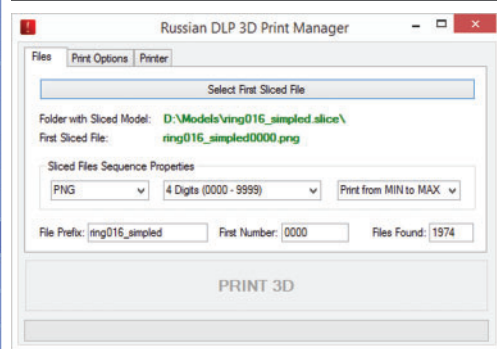 Russian DLP 3D Print Manager
Files Print Options Printer
Select First Sliced File
Folder with Sliced Model: D:\Models\ring016_simpled.slice\
First Sliced File: ring016_simpled0000.png
Sliced Files Sequence Properties
PNG 4 Digits (0000 - 9999) Print from MIN to MAX
File Prefix: ring016_simpled First Number: 0000 Files Found: 1974
PRINT 3D